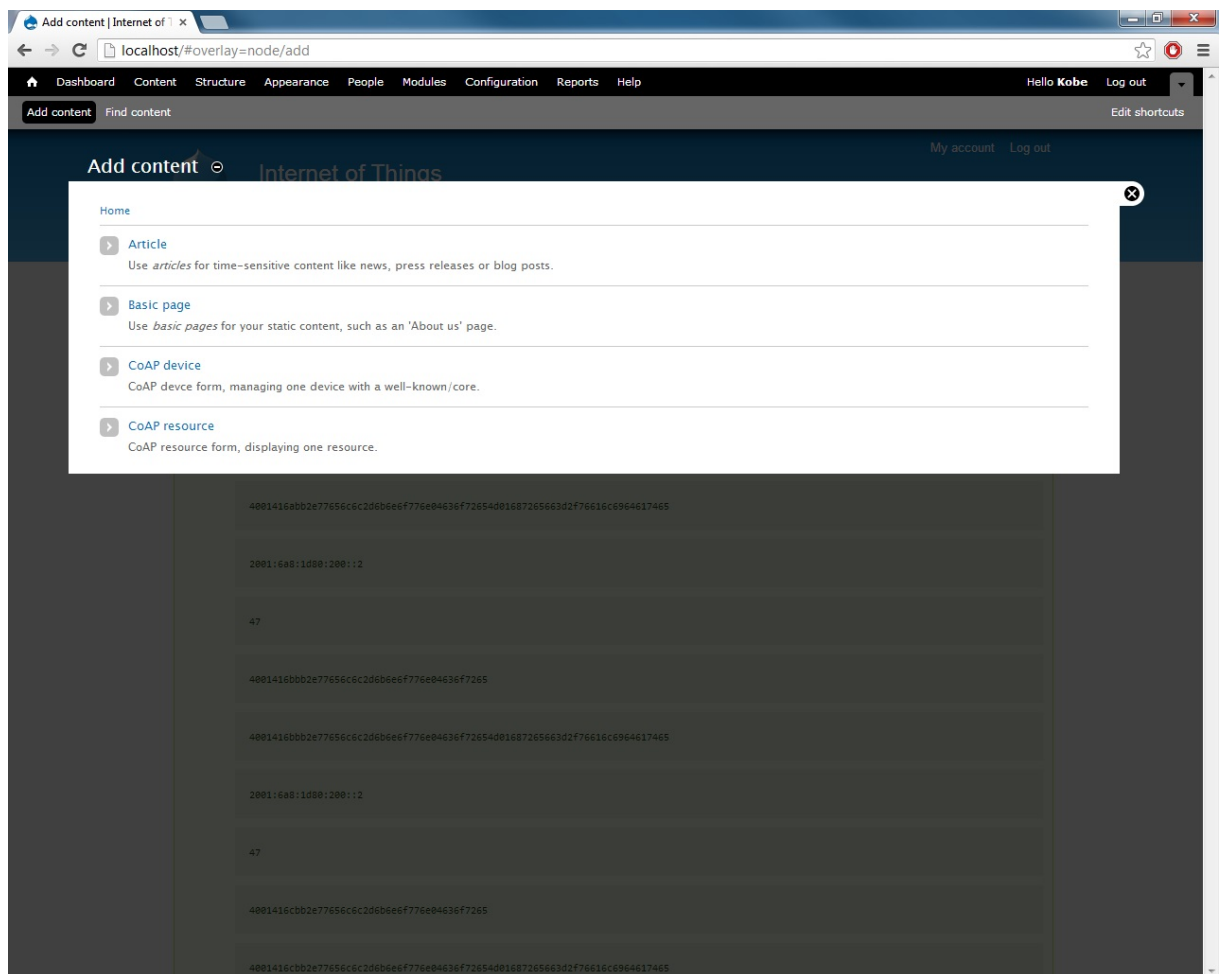 Add content | Internet of T
localhost/#overlay=node/add
Dashboard Content Structure Appearance People Modules Configuration Reports Help Hello Kobe Log out
Add content Find content Edit shortcuts
My account Log out
Add content
Internet of Things
Home
Article
Use articles for time-sensitive content like news, press releases or blog posts.
Basic page
Use basic pages for your static content, such as an 'About us' page.
CoAP device
CoAP devce form, managing one device with a well-known/core.
CoAP resource
CoAP resource form, displaying one resource.
4001416abb2e77656c6c2d6b6e6f776e04636f72654d01687265663d2f76616c6964617465
2001:6a8:1d80:200::2
47
4001416bbb2e77656c6c2d6b6e6f776e04636f7265
4001416bbb2e77656c6c2d6b6e6f776e04636f72654d01687265663d2f76616c6964617465
2001:6a8:1d80:200::2
47
4001416cbb2e77656c6c2d6b6e6f776e04636f7265
4001416cbb2e77656c6c2d6b6e6f776e04636f72654d01687265663d2f76616c6964617465